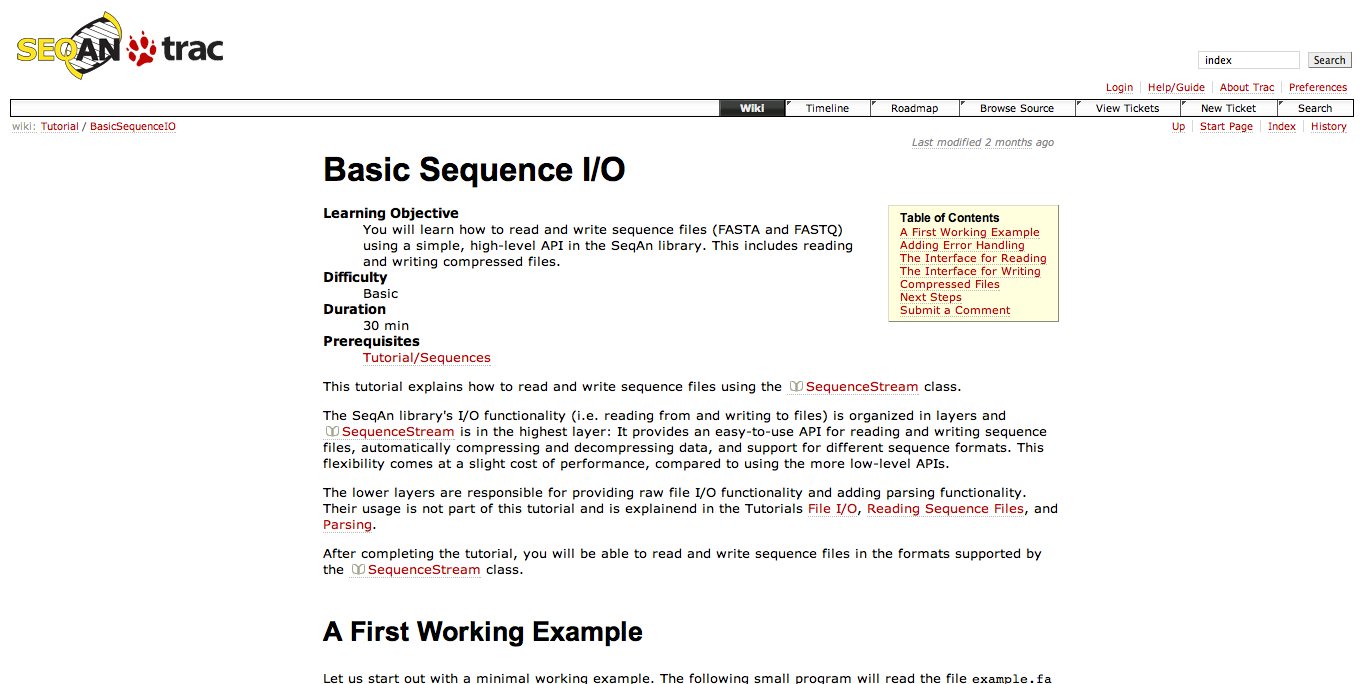 SEQAN trac
index Search
Login Help/Guide About Trac Preferences
Wiki Timeline Roadmap Browse Source View Tickets New Ticket Search
wiki: Tutorial / BasicSequenceIO Up Start Page Index History
Last modified 2 months ago
Basic Sequence I/O
Learning Objective
You will learn how to read and write sequence files (FASTA and FASTQ)
using a simple, high-level API in the SeqAn library. This includes reading
and writing compressed files.
Difficulty
Basic
Duration
30 min
Prerequisites
Tutorial/Sequences
Table of Contents
A First Working Example
Adding Error Handling
The Interface for Reading
The Interface for Writing
Compressed Files
Next Steps
Submit a Comment
This tutorial explains how to read and write sequence files using the SequenceStream class.
The SeqAn library's I/O functionality (i.e. reading from and writing to files) is organized in layers and
SequenceStream is in the highest layer: It provides an easy-to-use API for reading and writing sequence
files, automatically compressing and decompressing data, and support for different sequence formats. This
flexibility comes at a slight cost of performance, compared to using the more low-level APIs.
The lower layers are responsible for providing raw file I/O functionality and adding parsing functionality.
Their usage is not part of this tutorial and is explainend in the Tutorials File I/O, Reading Sequence Files, and
Parsing.
After completing the tutorial, you will be able to read and write sequence files in the formats supported by
the SequenceStream class.
A First Working Example
Let us start out with a minimal working example. The following small program will read the file example.fa